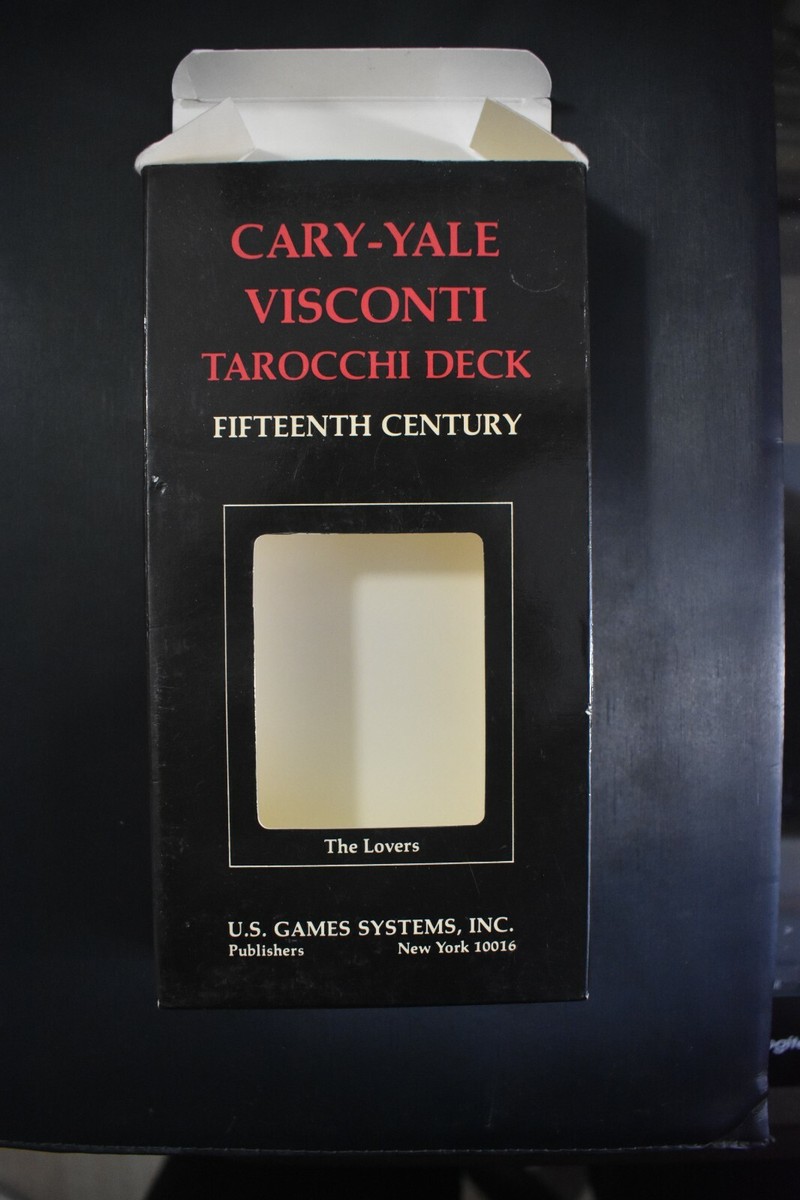 CARY-YALE
VISCONTI
TAROCCHI DECK
FIFTEENTH CENTURY
The Lovers
U.S. GAMES SYSTEMS, INC.
Publishers New York 10016